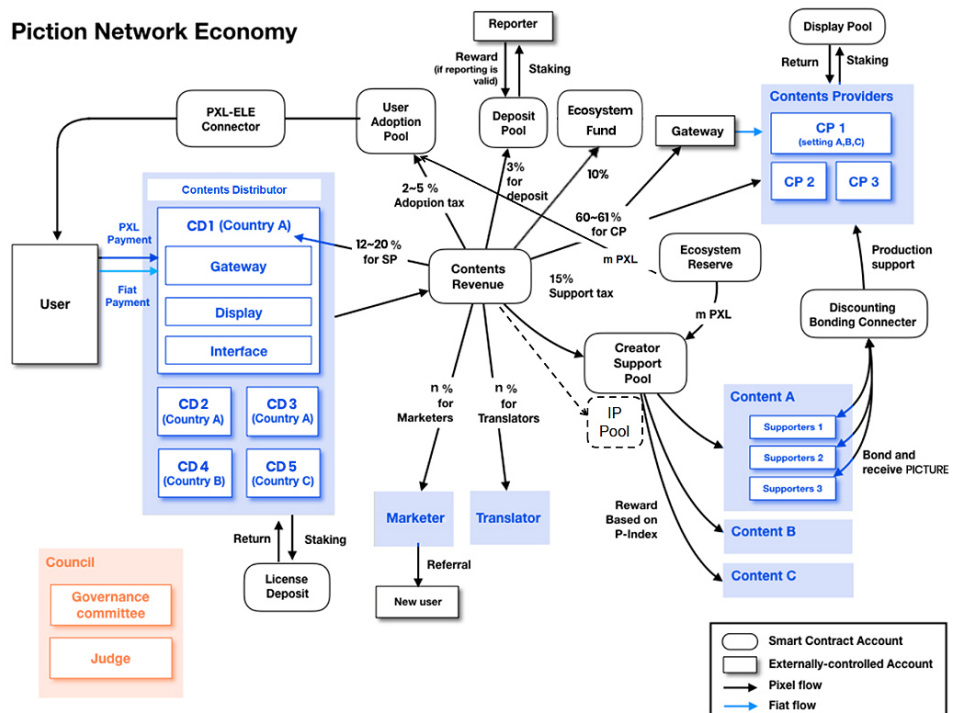 Piction Network Economy
Reporter
Reward
(if reporting is
valid)
Staking
Display Pool
Return
Staking
PXL-ELE
Connector
User
Adoption
Pool
Deposit
Pool
Ecosystem
Fund
Gateway
Contents Providers
CP 1
(setting A,B,C)
CP 2
CP 3
2~5 %
Adoption tax
3%
for
deposit
10%
60~61%
for CP
Contents Distributor
CD1 (Country A)
Gateway
Display
Interface
CD 2
(Country A)
CD 3
(Country A)
CD 4
(Country B)
CD 5
(Country C)
PXL
Payment
Fiat
Payment
User
12~20 %
for SP
Contents
Revenue
m PXL
15%
Support tax
Ecosystem
Reserve
m PXL
Production
support
Discounting
Bonding Connecter
Creator
Support
Pool
IP
Pool
n %
for
Marketers
n %
for
Translators
Content A
Supporters 1
Supporters 2
Supporters 3
Bond and
receive PICTURE
Reward
Based on
P-Index
Content B
Content C
Marketer
Translator
Referral
New user
Return
Staking
License
Deposit
Council
Governance
committee
Judge
Smart Contract Account
Externally-controlled Account
Pixel flow
Fiat flow